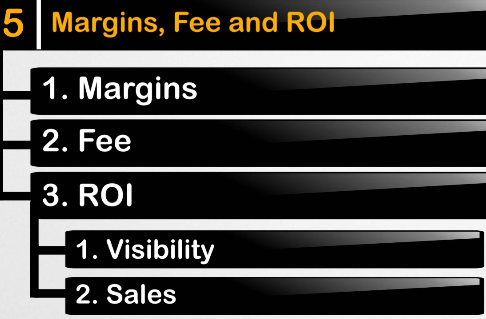 5 Margins, Fee and ROI
1. Margins
2. Fee
3. ROI
1. Visibility
2. Sales